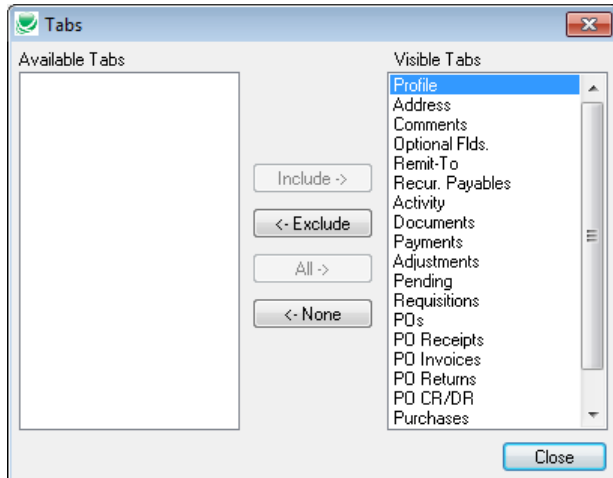 Tabs
Available Tabs
Visible Tabs
Profile
Address
Comments
Optional Flds.
Remit-To
Recur. Payables
Activity
Documents
Payments
Adjustments
Pending
Requisitions
POs
PO Receipts
PO Invoices
PO Returns
PO CR/DR
Purchases
Include ->
<- Exclude
All ->
<- None
Close